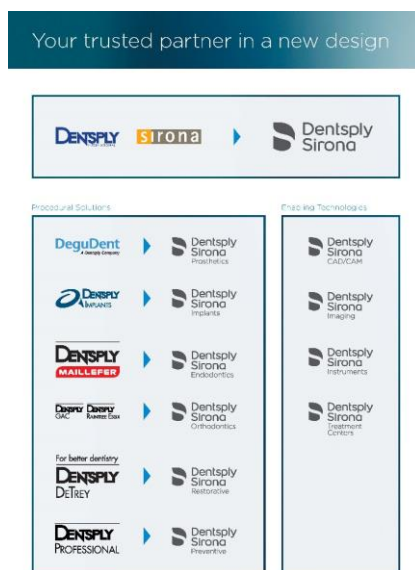 Your trusted partner in a new design
DENTSPLY
sirona
Dentsply
Sirona
Procedural Solutions
DeguDent
A Dentsply Company
Dentsply
Sirona
Prosthetics
DENTSPLY
IMPLANTS
Dentsply
Sirona
Implants
DENTSPLY
MAILLEFER
Dentsply
Sirona
Endodontics
DENTSPLY
GAC
DENTSPLY
RAINTREE ESSIX
Dentsply
Sirona
Orthodontics
For better dentistry
DENTSPLY
DETREY
Dentsply
Sirona
Restorative
DENTSPLY
PROFESSIONAL
Dentsply
Sirona
Preventive
Enabling Technologies
Dentsply
Sirona
CAD/CAM
Dentsply
Sirona
Imaging
Dentsply
Sirona
Instruments
Dentsply
Sirona
Treatment
Centers